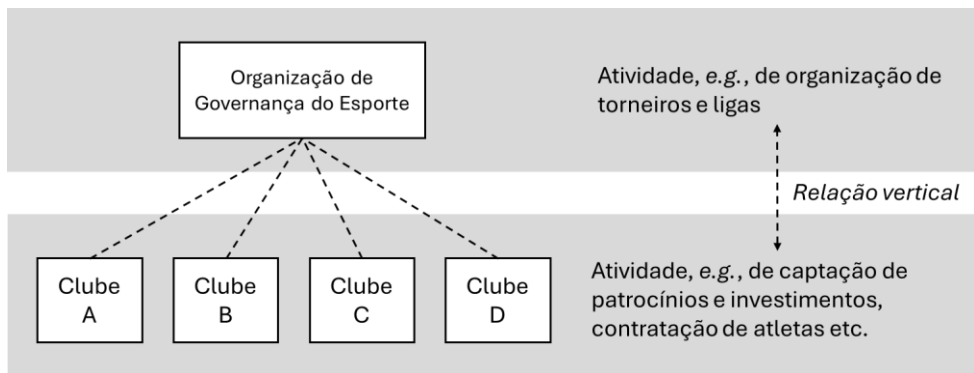 Organização de
Governança do Esporte
Atividade, e.g., de organização de
torneiros e ligas
Relação vertical
Clube
A
Clube
B
Clube
C
Clube
D
Atividade, e.g., de captação de
patrocínios e investimentos,
contratação de atletas etc.